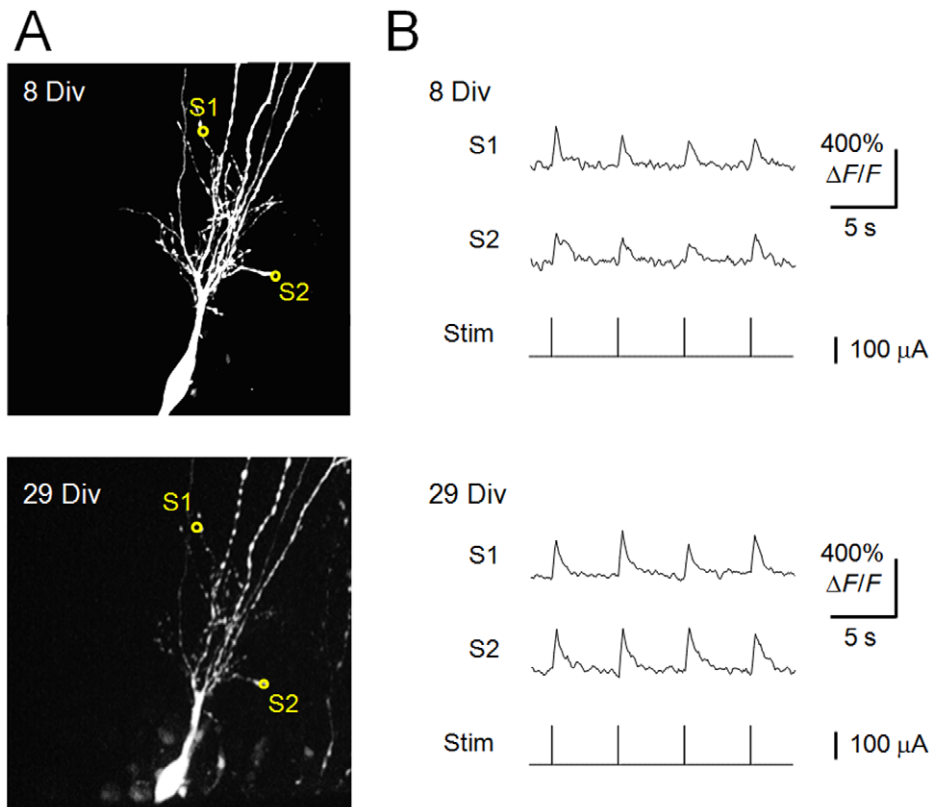 A
B
8 Div
S1
S2
8 Div
S1
S2
Stim
400%
ΔF/F
5 s
100 μA
29 Div
S1
S2
29 Div
S1
S2
Stim
400%
ΔF/F
5 s
100 μA